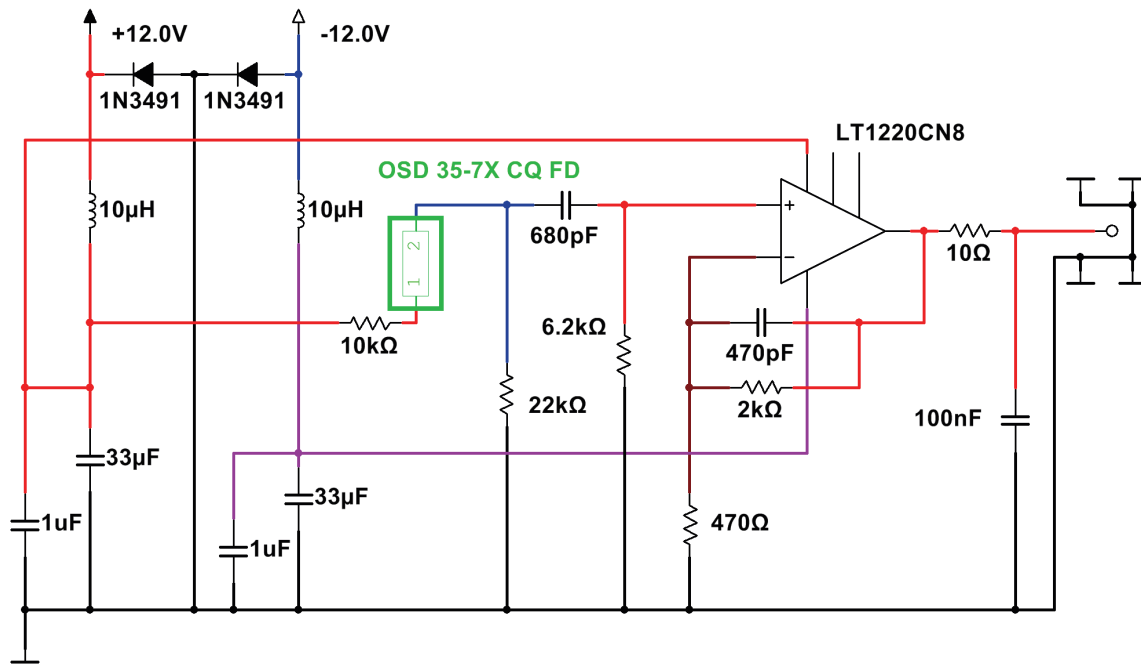 +12.0V
-12.0V
1N3491
1N3491
LT1220CN8
OSD 35-7X CQ FD
10µH
10µH
+
680pF
2
1
10Ω
−
6.2kΩ
10kΩ
470pF
22kΩ
2kΩ
100nF
33µF
33µF
1uF
470Ω
1uF